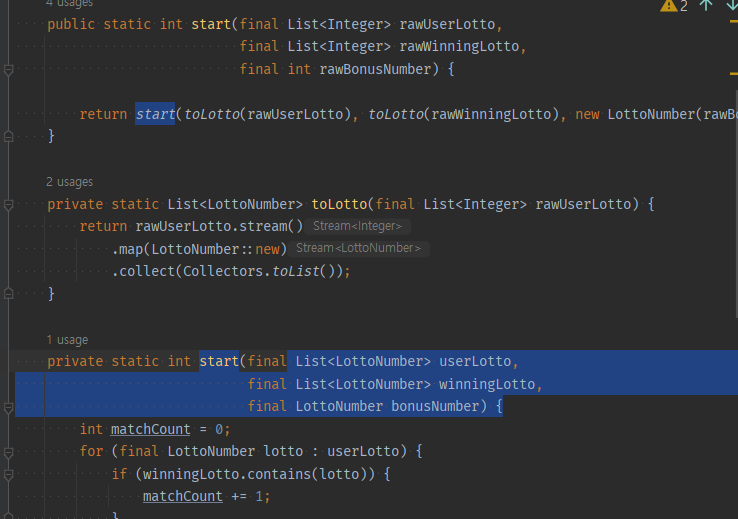 4 usages
2
public static int start(final List<Integer> rawUserLotto,
final List<Integer> rawWinningLotto,
final int rawBonusNumber) {
return start(toLotto(rawUserLotto), toLotto(rawWinningLotto), new LottoNumber(rawBo
}
2 usages
private static List<LottoNumber> toLotto(final List<Integer> rawUserLotto) {
return rawUserLotto.stream() Stream<Integer>
.map(LottoNumber::new) Stream<LottoNumber>
.collect(Collectors.toList());
}
1 usage
private static int start(final List<LottoNumber> userLotto,
final List<LottoNumber> winningLotto,
final LottoNumber bonusNumber) {
int matchCount = 0;
for (final LottoNumber lotto : userLotto) {
if (winningLotto.contains(lotto)) {
matchCount += 1;
}